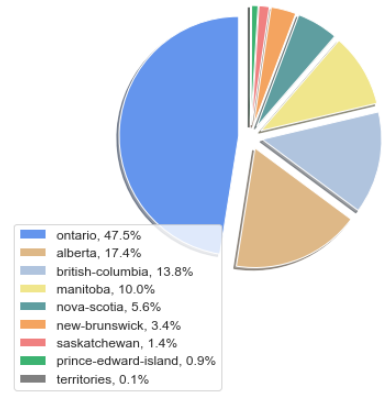 ontario, 47.5%
alberta, 17.4%
british-columbia, 13.8%
manitoba, 10.0%
nova-scotia, 5.6%
new-brunswick, 3.4%
saskatchewan, 1.4%
prince-edward-island, 0.9%
territories, 0.1%